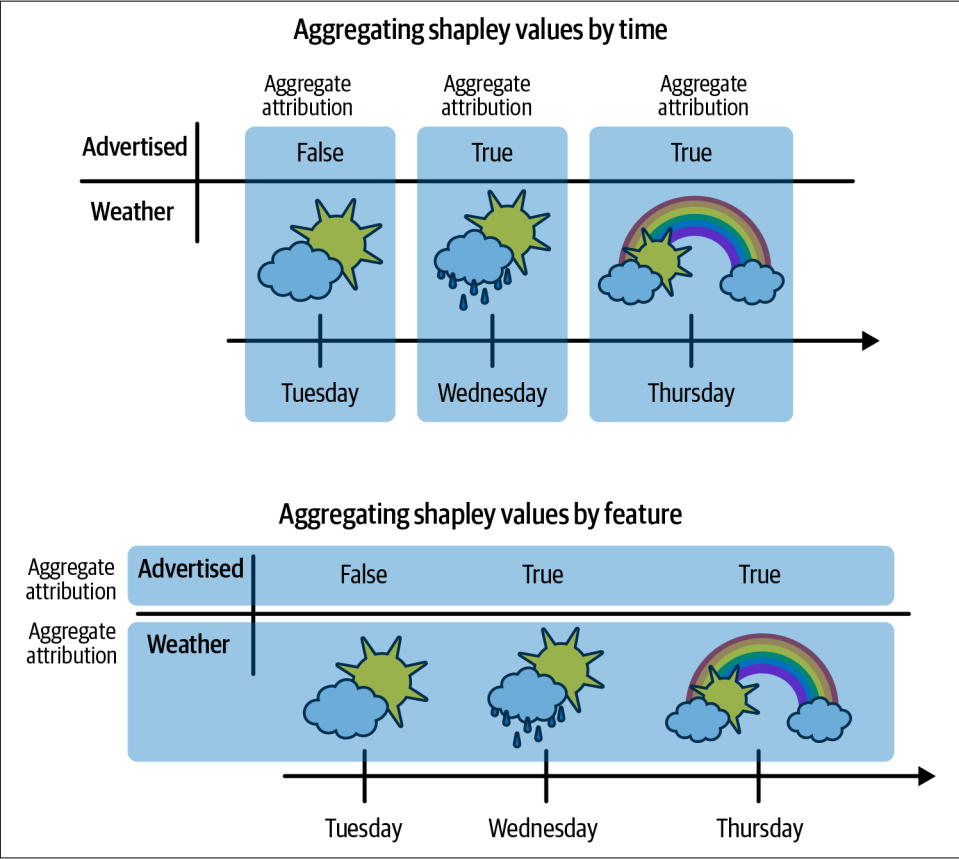 Aggregating shapley values by time
Aggregate Aggregate Aggregate
attribution attribution attribution
Advertised False True True
Weather
Tuesday Wednesday Thursday
Aggregating shapley values by feature
Aggregate
attribution
Advertised False True True
Aggregate
attribution
Weather
Tuesday Wednesday Thursday